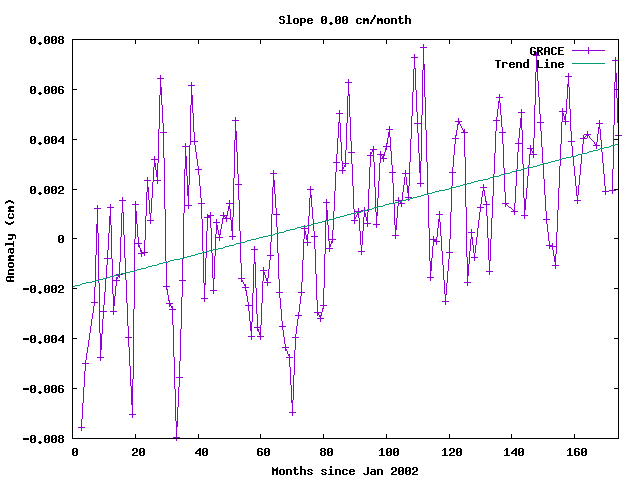 Slope 0.00 cm/month
GRACE
Trend Line
0.008
0.006
0.004
0.002
0
-0.002
-0.004
-0.006
-0.008
Anomaly (cm)
0 20 40 60 80 100 120 140 160
Months since Jan 2002